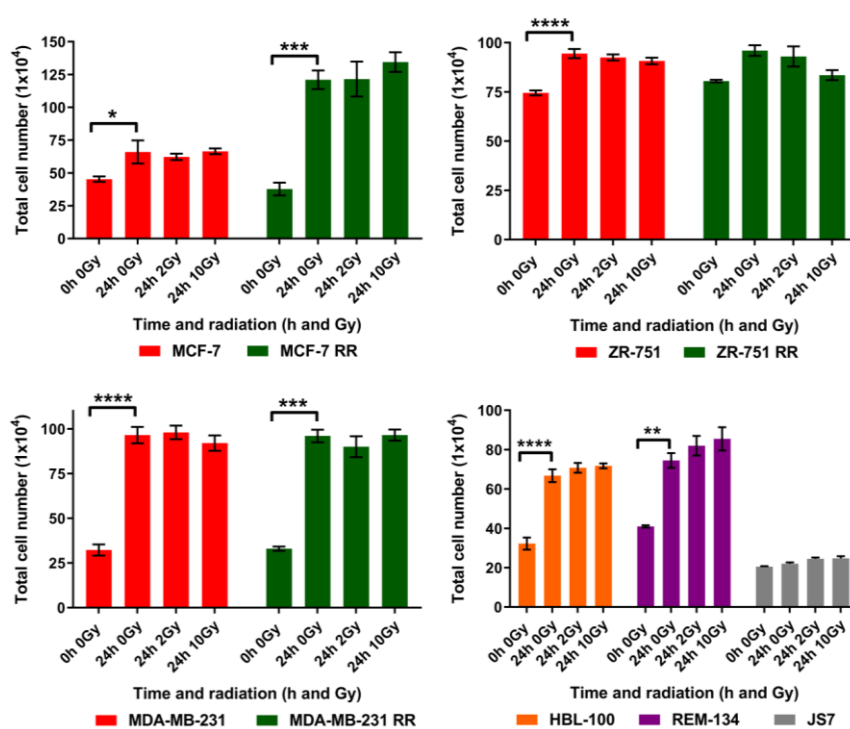 Total cell number (1x10⁴)
150
125
100
75
50
25
0
*
***
0h 0Gy
24h 0Gy
24h 2Gy
24h 10Gy
0h 0Gy
24h 0Gy
24h 2Gy
24h 10Gy
Time and radiation (h and Gy)
MCF-7 MCF-7 RR
Total cell number (1x10⁴)
100
75
50
25
0
****
0h 0Gy
24h 0Gy
24h 2Gy
24h 10Gy
0h 0Gy
24h 0Gy
24h 2Gy
24h 10Gy
Time and radiation (h and Gy)
ZR-751 ZR-751 RR
Total cell number (1x10⁴)
100
75
50
25
0
****
***
0h 0Gy
24h 0Gy
24h 2Gy
24h 10Gy
0h 0Gy
24h 0Gy
24h 2Gy
24h 10Gy
Time and radiation (h and Gy)
MDA-MB-231 MDA-MB-231 RR
Total cell number (1x10⁴)
100
80
60
40
20
0
****
**
0h 0Gy
24h 0Gy
24h 2Gy
24h 10Gy
0h 0Gy
24h 0Gy
24h 2Gy
24h 10Gy
0h 0Gy
24h 0Gy
24h 2Gy
24h 10Gy
Time and radiation (h and Gy)
HBL-100 REM-134 JS7